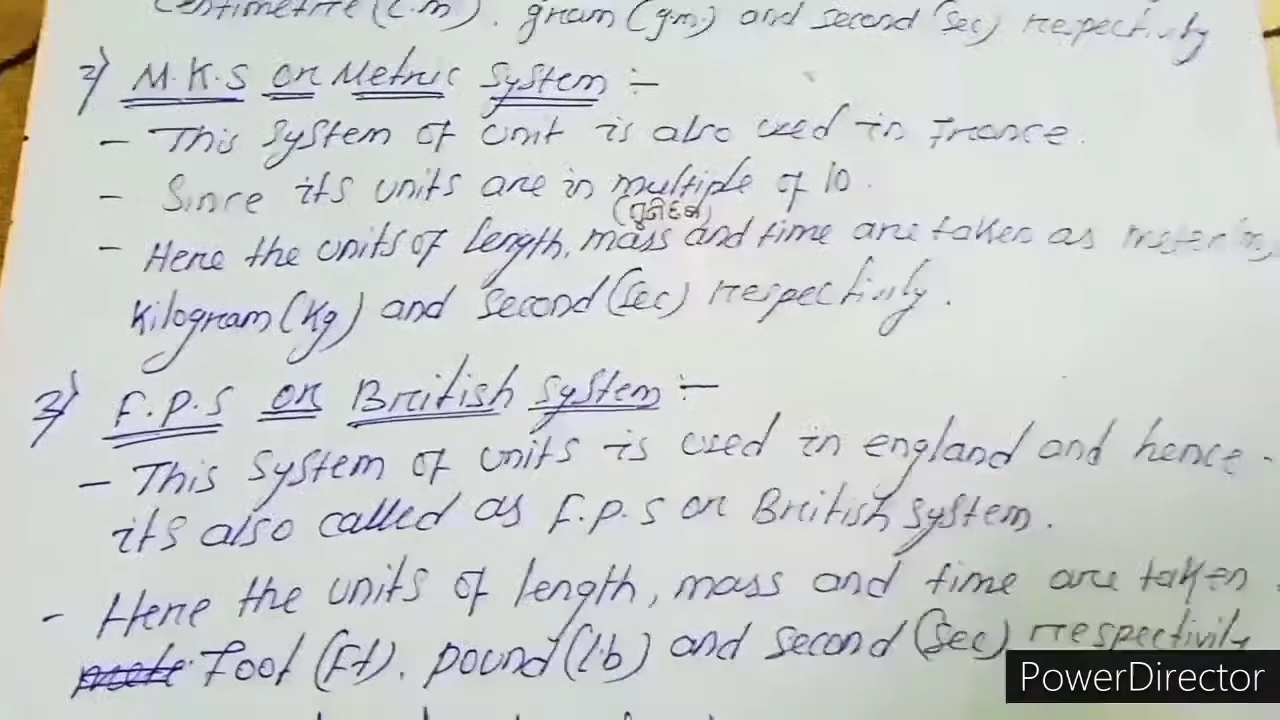 Centimetre (c.m). gram (gm.) and second (sec) respectively
2) M.K.S or Metric System :-
- This system of unit is also used in France.
- Since its units are in multiple of 10.
- Here the units of length, mass and time are taken as meter(m),
Kilogram (Kg) and second (sec) respectivily.
3) F.P.S or British System :-
- This system of units is used in england and hence -
its also called as F.P.S or British system.
- Here the units of length, mass and time are taken
Foot (Ft). pound (l.b) and second (sec) respectivily
PowerDirector